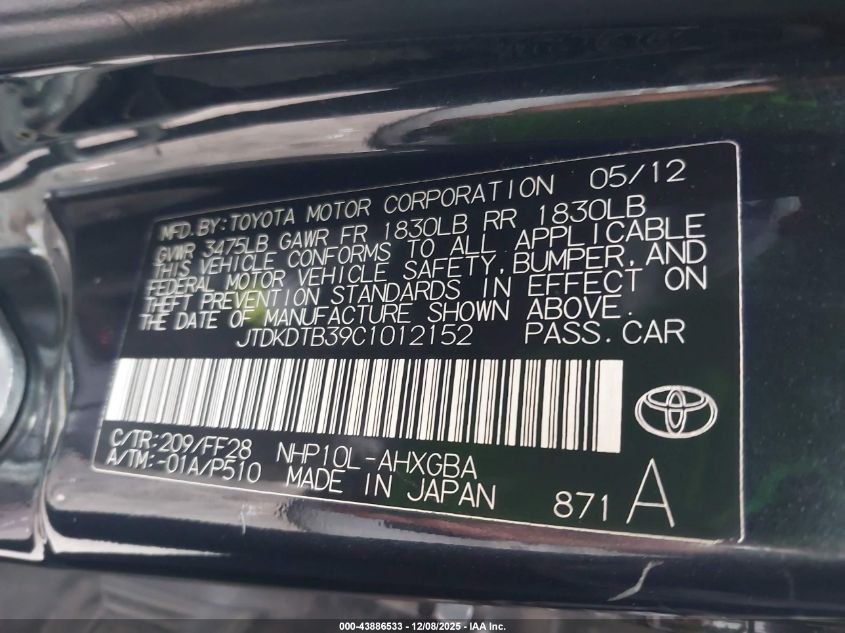 MFD. BY: TOYOTA MOTOR CORPORATION 05/12
GVWR 3475LB GAWR FR 1830LB RR 1830LB
THIS VEHICLE CONFORMS TO ALL APPLICABLE
FEDERAL MOTOR VEHICLE SAFETY, BUMPER, AND
THEFT PREVENTION STANDARDS IN EFFECT ON
THE DATE OF MANUFACTURE SHOWN ABOVE.
JTDKDTB39C1012152 PASS. CAR
C/TR: 209/FF28 NHP10L-AHXGBA
A/TM: -01A/P510 MADE IN JAPAN 871 A
000-43886533 - 12/08/2025 - IAA Inc.